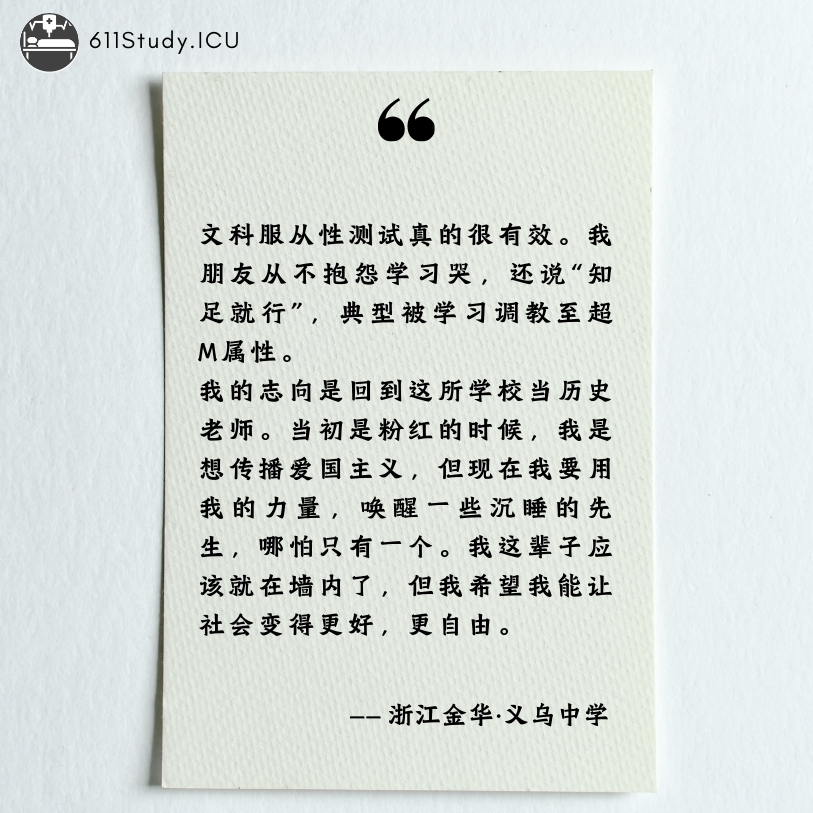 611Study.ICU
“
文科服从性测试真的很有效。我
朋友从不抱怨学习哭，还说“知
足就行”，典型被学习调教至超
M属性。
我的志向是回到这所学校当历史
老师。当初是粉红的时候，我是
想传播爱国主义，但现在我要用
我的力量，唤醒一些沉睡的先
生，哪怕只有一个。我这辈子应
该就在墙内了，但我希望我能让
社会变得更好，更自由。
—— 浙江金华·义乌中学